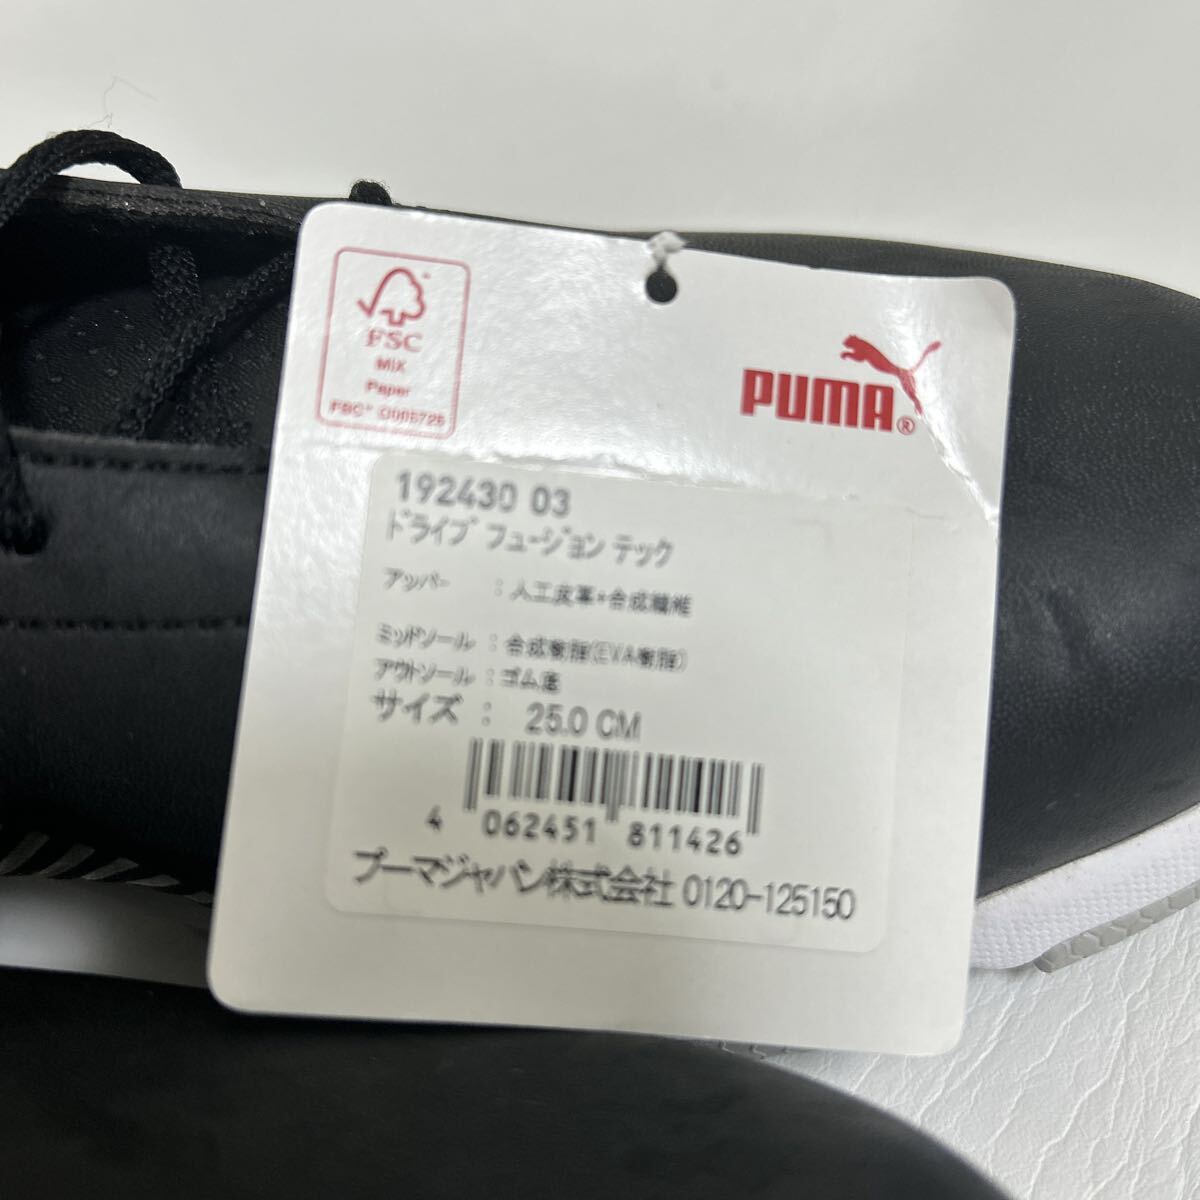 FSC
MIX
Paper
FSC® C005725
PUMA®
192430 03
ドライブ フュージョン テック
アッパー : 人工皮革+合成繊維
ミッドソール : 合成樹脂(EVA樹脂)
アウトソール : ゴム底
サイズ : 25.0 CM
4 062451 811426
プーマジャパン株式会社 0120-125150